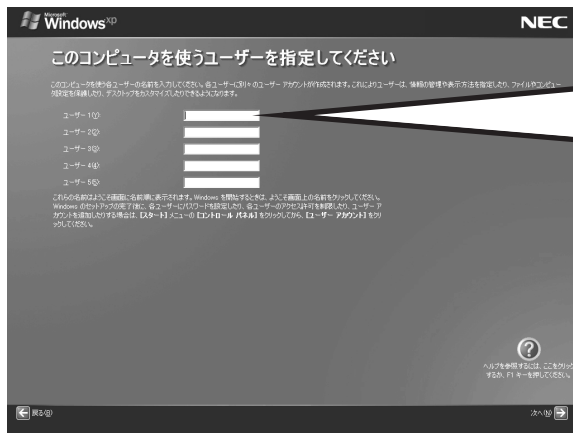 Microsoft
Windows xp
NEC
このコンピュータを使うユーザーを指定してください
このコンピュータを使う各ユーザーの名前を入力してください。各ユーザーに別々のユーザー アカウントが作成されます。これによりユーザーは、情報の管理や表示方法を指定したり、ファイルやコンピュー
タ設定を保護したり、デスクトップをカスタマイズしたりできるようになります。
ユーザー 1(Y):
ユーザー 2(2):
ユーザー 3(3):
ユーザー 4(4):
ユーザー 5(5):
これらの名前はようこそ画面に名前順に表示されます。Windows を開始するときは、ようこそ画面上の名前をクリックしてください。
Windows のセットアップの完了後に、各ユーザーにパスワードを設定したり、各ユーザーのアクセス許可を制限したり、ユーザー ア
カウントを追加したりする場合は、[スタート] メニューの [コントロール パネル] をクリックしてから、[ユーザー アカウント] をクリ
ックしてください。
?
ヘルプを参照するには、ここをクリック
するか、F1 キーを押してください。
戻る(B)
次へ(N)